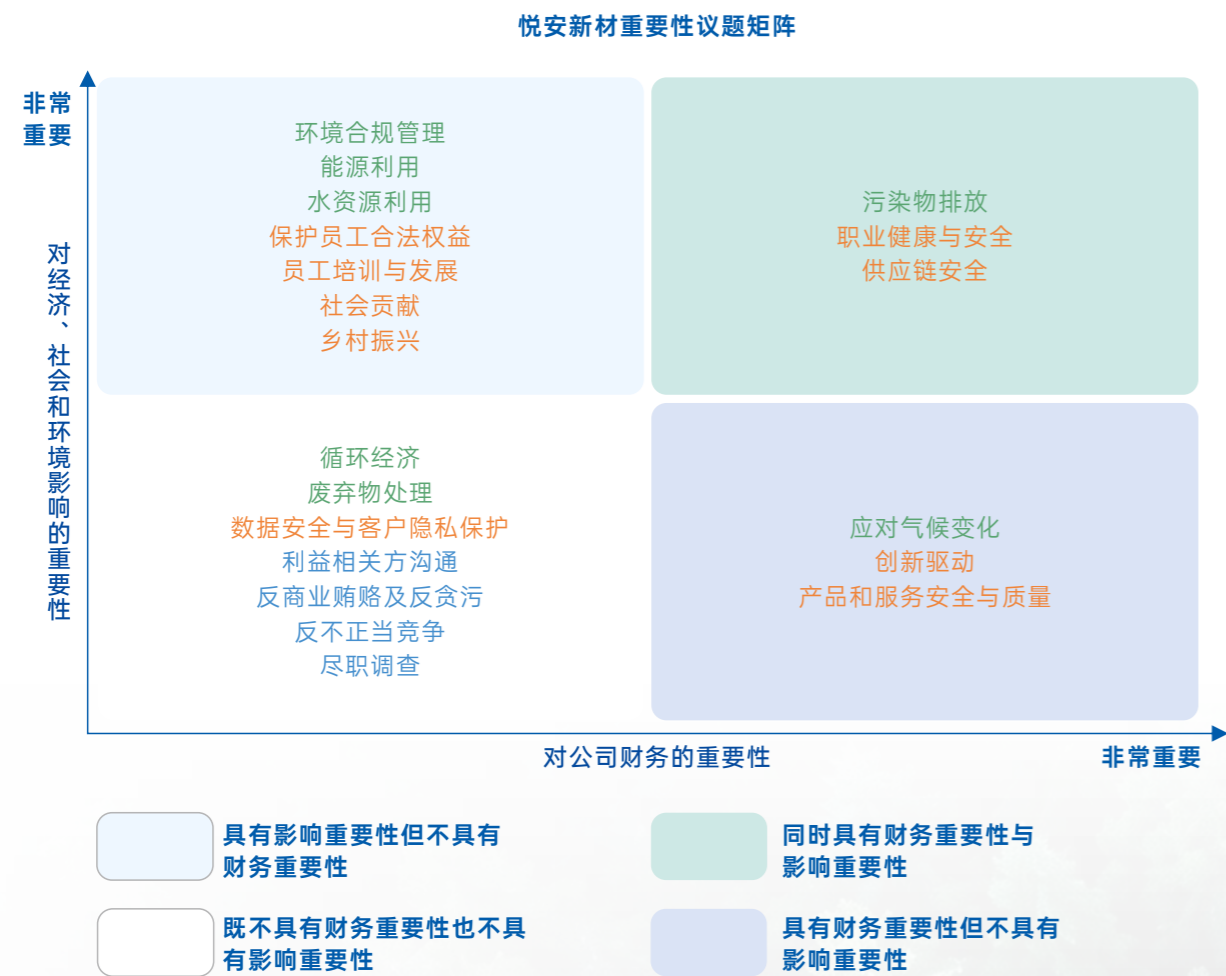 悦安新材重要性议题矩阵
非常
重要
对经济、社会和环境影响的重要性
环境合规管理
能源利用
水资源利用
保护员工合法权益
员工培训与发展
社会贡献
乡村振兴
污染物排放
职业健康与安全
供应链安全
循环经济
废弃物处理
数据安全与客户隐私保护
利益相关方沟通
反商业贿赂及反贪污
反不正当竞争
尽职调查
应对气候变化
创新驱动
产品和服务安全与质量
对公司财务的重要性
非常重要
具有影响重要性但不具有
财务重要性
同时具有财务重要性与
影响重要性
既不具有财务重要性也不具
有影响重要性
具有财务重要性但不具有
影响重要性